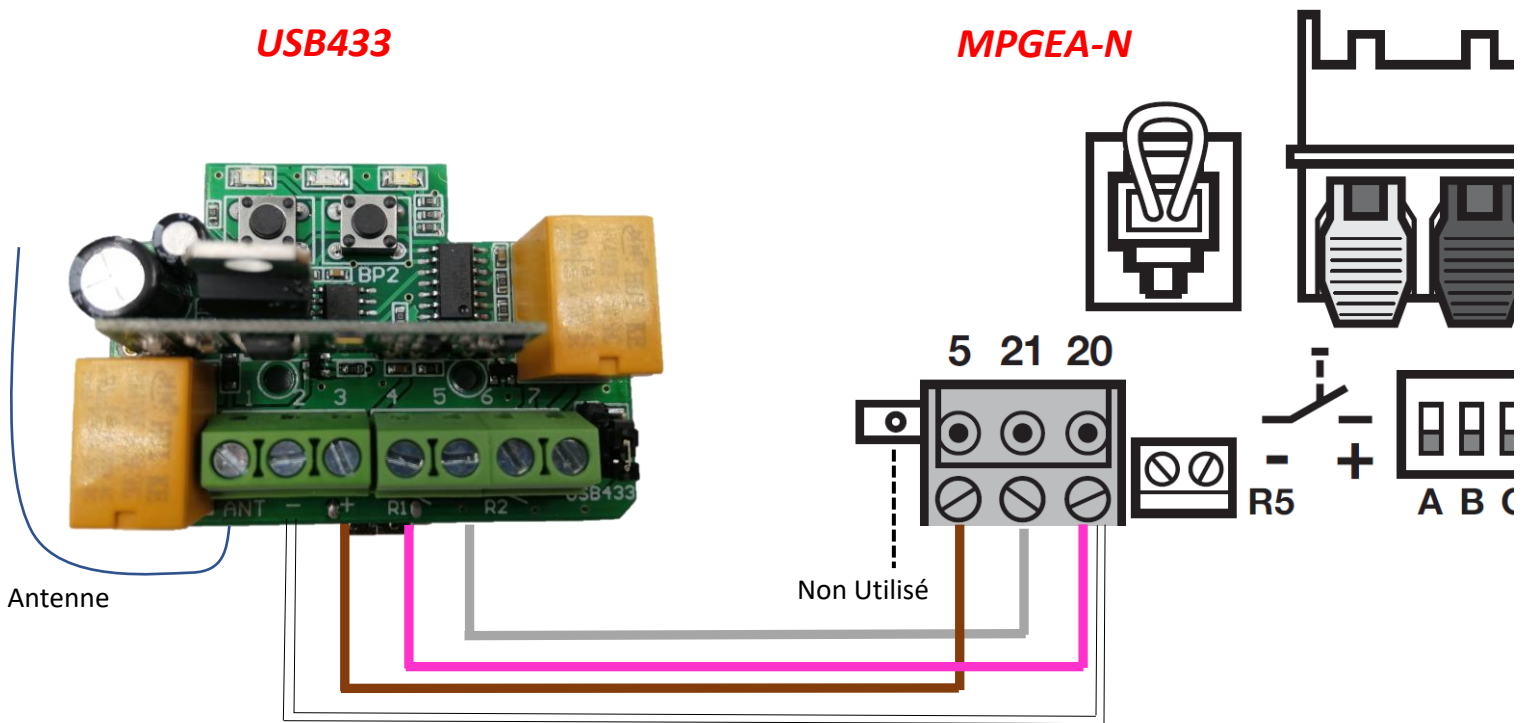 USB433
MPGEA-N
BP2
1 2 3 4 5 6 7
ANT - + R1 R2
USB433
Antenne
5 21 20
Non Utilisé
- +
R5
A B C